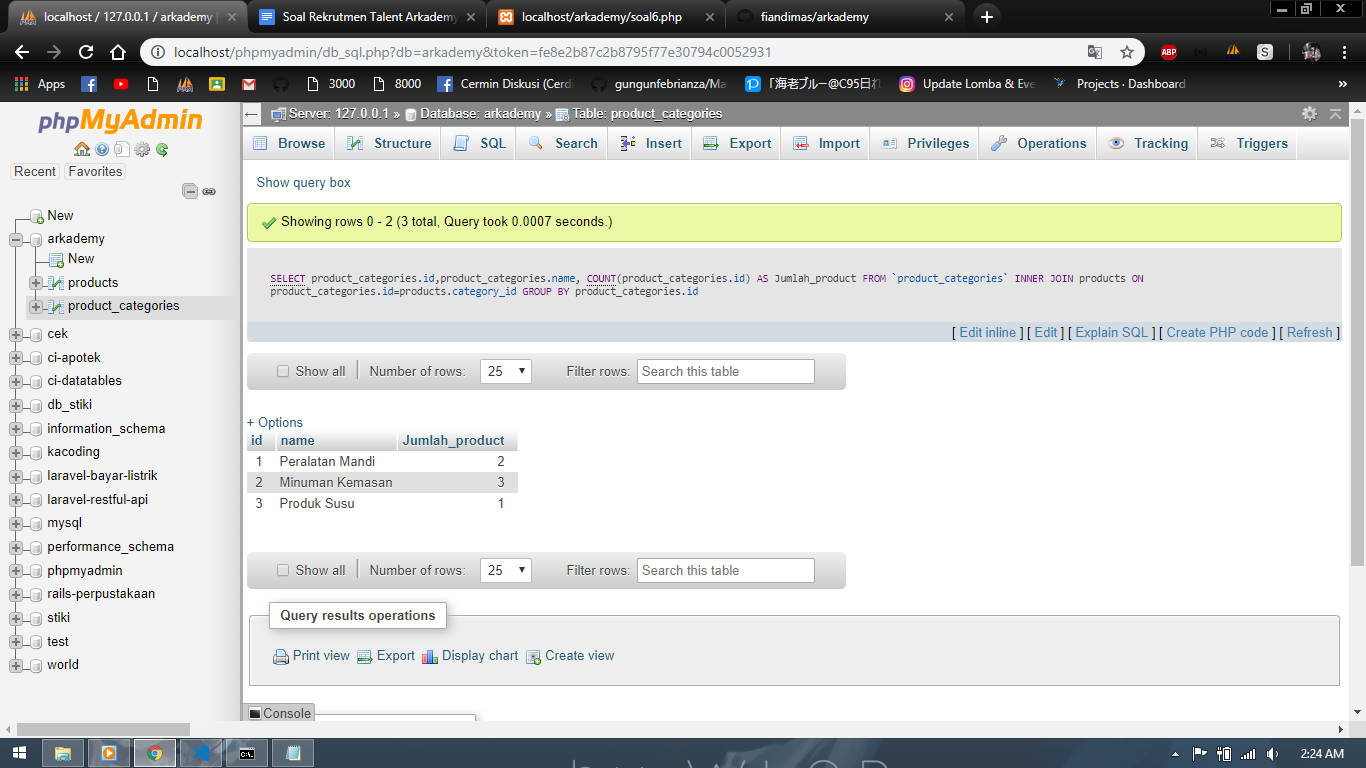 localhost / 127.0.0.1 / arkademy
Soal Rekrutmen Talent Arkademy
localhost/arkademy/soal6.php
fiandimas/arkademy
localhost/phpmyadmin/db_sql.php?db=arkademy&token=fe8e2b87c2b8795f77e30794c0052931
ABP
S
Apps
3000
8000
Cermin Diskusi (Cerdi
gungunfebrianza/Ma
「海老ブルー@C95日れ
Update Lomba & Eve
Projects · Dashboard
»
phpMyAdmin
Recent
Favorites
New
arkademy
New
products
product_categories
cek
ci-apotek
ci-datatables
db_stiki
information_schema
kacoding
laravel-bayar-listrik
laravel-restful-api
mysql
performance_schema
phpmyadmin
rails-perpustakaan
stiki
test
world
Server: 127.0.0.1 » Database: arkademy » Table: product_categories
Browse Structure SQL Search Insert Export Import Privileges Operations Tracking Triggers
Show query box
Showing rows 0 - 2 (3 total, Query took 0.0007 seconds.)
SELECT product_categories.id,product_categories.name, COUNT(product_categories.id) AS Jumlah_product FROM `product_categories` INNER JOIN products ON
product_categories.id=products.category_id GROUP BY product_categories.id
[ Edit inline ] [ Edit ] [ Explain SQL ] [ Create PHP code ] [ Refresh ]
Show all Number of rows: 25 Filter rows: Search this table
+ Options
id name Jumlah_product
1 Peralatan Mandi 2
2 Minuman Kemasan 3
3 Produk Susu 1
Show all Number of rows: 25 Filter rows: Search this table
Query results operations
Print view Export Display chart Create view
Console
2:24 AM